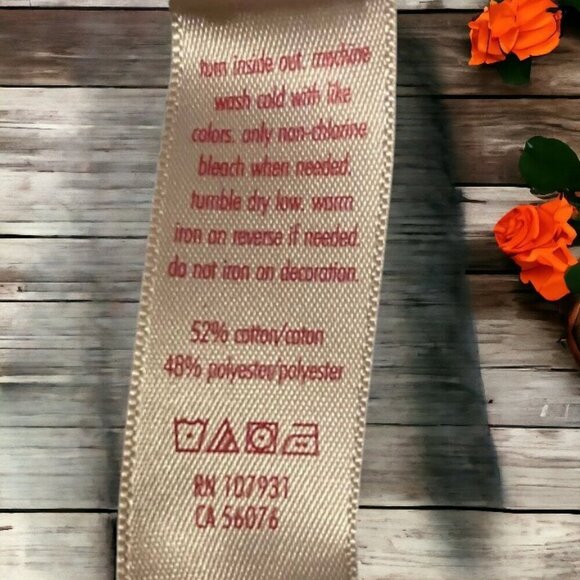 turn inside out. machine
wash cold with like
colors. only non-chlorine
bleach when needed.
tumble dry low. warm
iron on reverse if needed.
do not iron on decoration.
52% cotton/coton
48% polyester/polyester
RN 107931
CA 56076